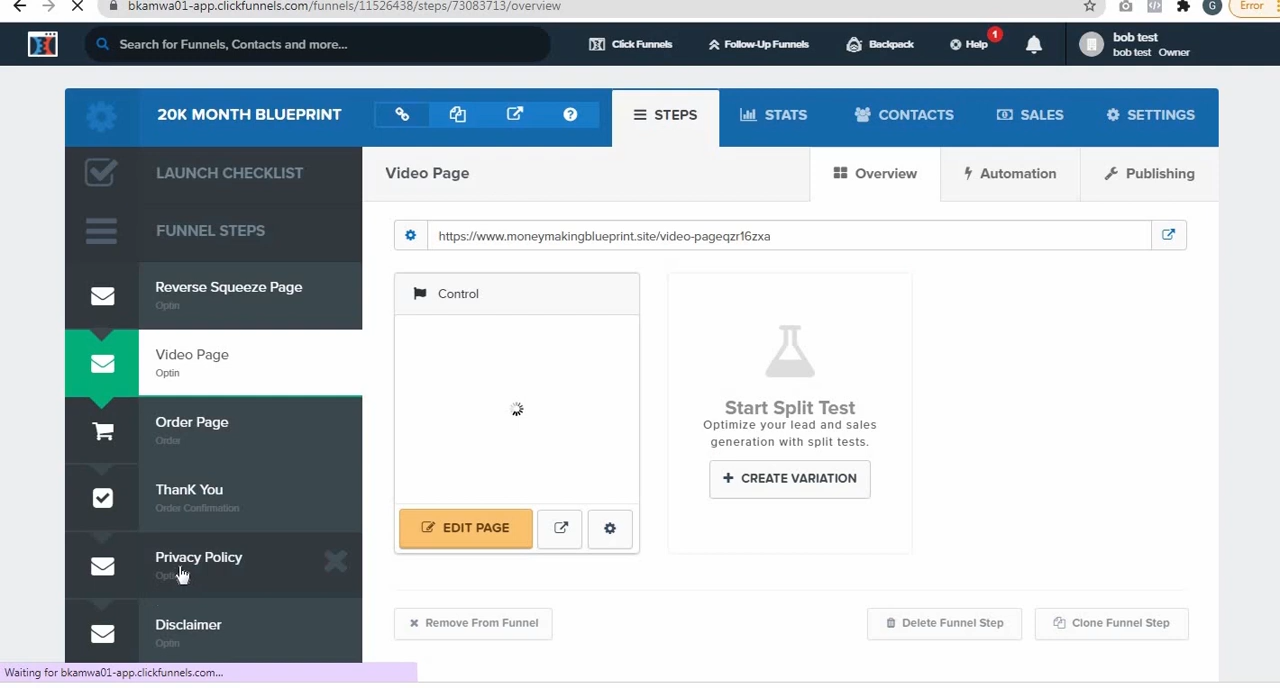 bkamwa01-app.clickfunnels.com/funnels/11526438/steps/73083713/overview
G
Error
Search for Funnels, Contacts and more...
Click Funnels
Follow-Up Funnels
Backpack
Help
1
bob test
bob test Owner
20K MONTH BLUEPRINT
?
STEPS
STATS
CONTACTS
SALES
SETTINGS
LAUNCH CHECKLIST
Video Page
Overview
Automation
Publishing
FUNNEL STEPS
https://www.moneymakingblueprint.site/video-pageqzr16zxa
Reverse Squeeze Page
Optin
Control
Video Page
Optin
Start Split Test
Optimize your lead and sales
generation with split tests.
+ CREATE VARIATION
Order Page
Order
ThanK You
Order Confirmation
EDIT PAGE
Privacy Policy
Optin
Disclaimer
Optin
Remove From Funnel
Delete Funnel Step
Clone Funnel Step
Waiting for bkamwa01-app.clickfunnels.com...